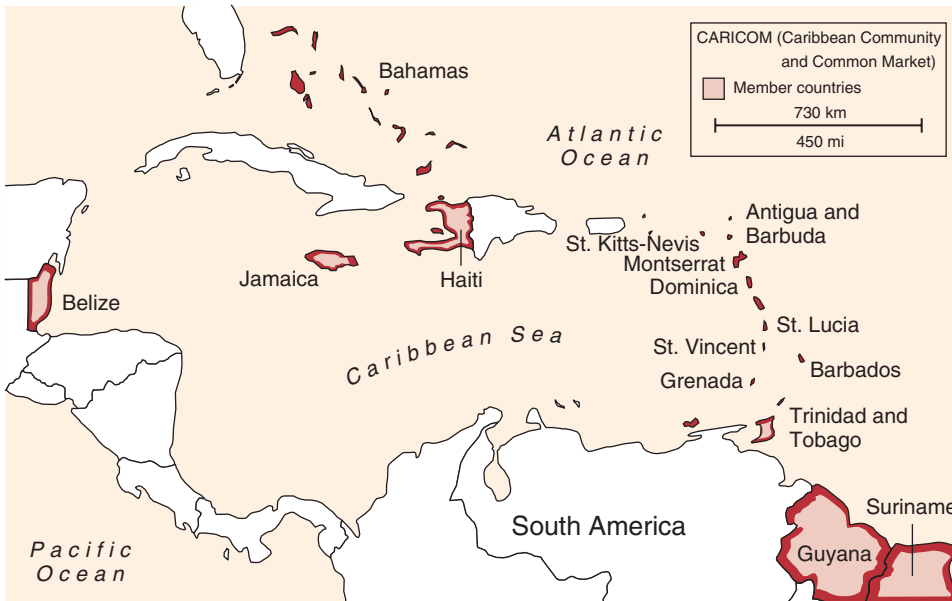 CARICOM (Caribbean Community
and Common Market)
Member countries
730 km
450 mi
Bahamas
Atlantic
Ocean
Antigua and
Barbuda
St. Kitts-Nevis
Montserrat
Jamaica
Haiti
Dominica
Belize
St. Lucia
Caribbean Sea
St. Vincent
Barbados
Grenada
Trinidad and
Tobago
Suriname
South America
Guyana
Pacific
Ocean